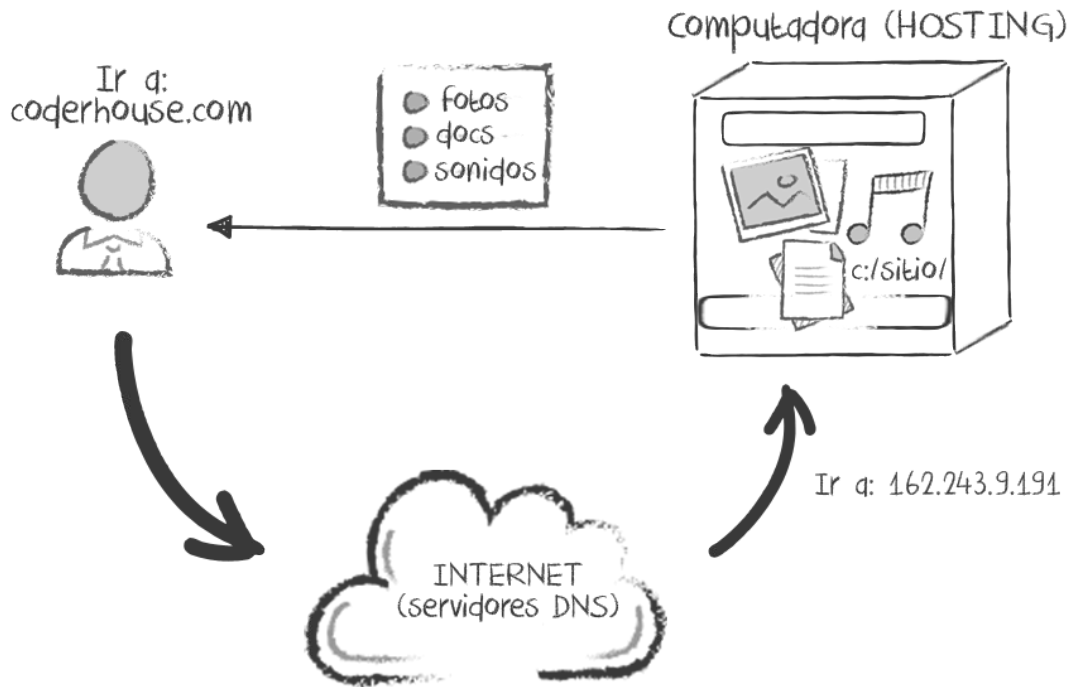 computadora (HOSTING)
Ir a:
coderhouse.com
fotos
docs
sonidos
c:/sitio/
Ir a: 162.243.9.191
INTERNET
(servidores DNS)